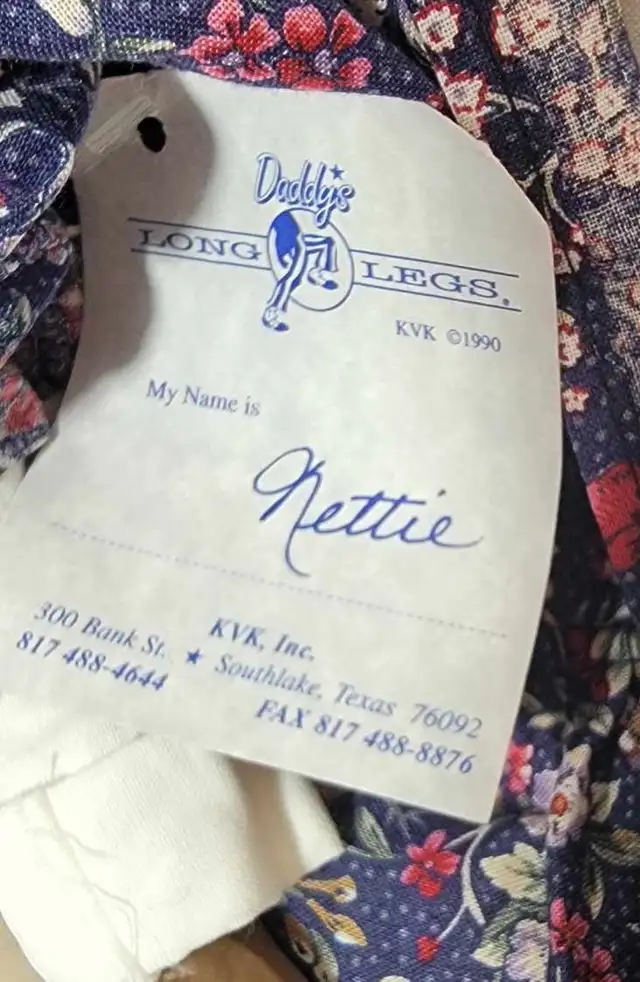 Daddy's
LONG LEGS.
KVK ©1990
My Name is
Nettie
KVK, Inc.
300 Bank St. ★ Southlake, Texas 76092
817 488-4644 FAX 817 488-8876